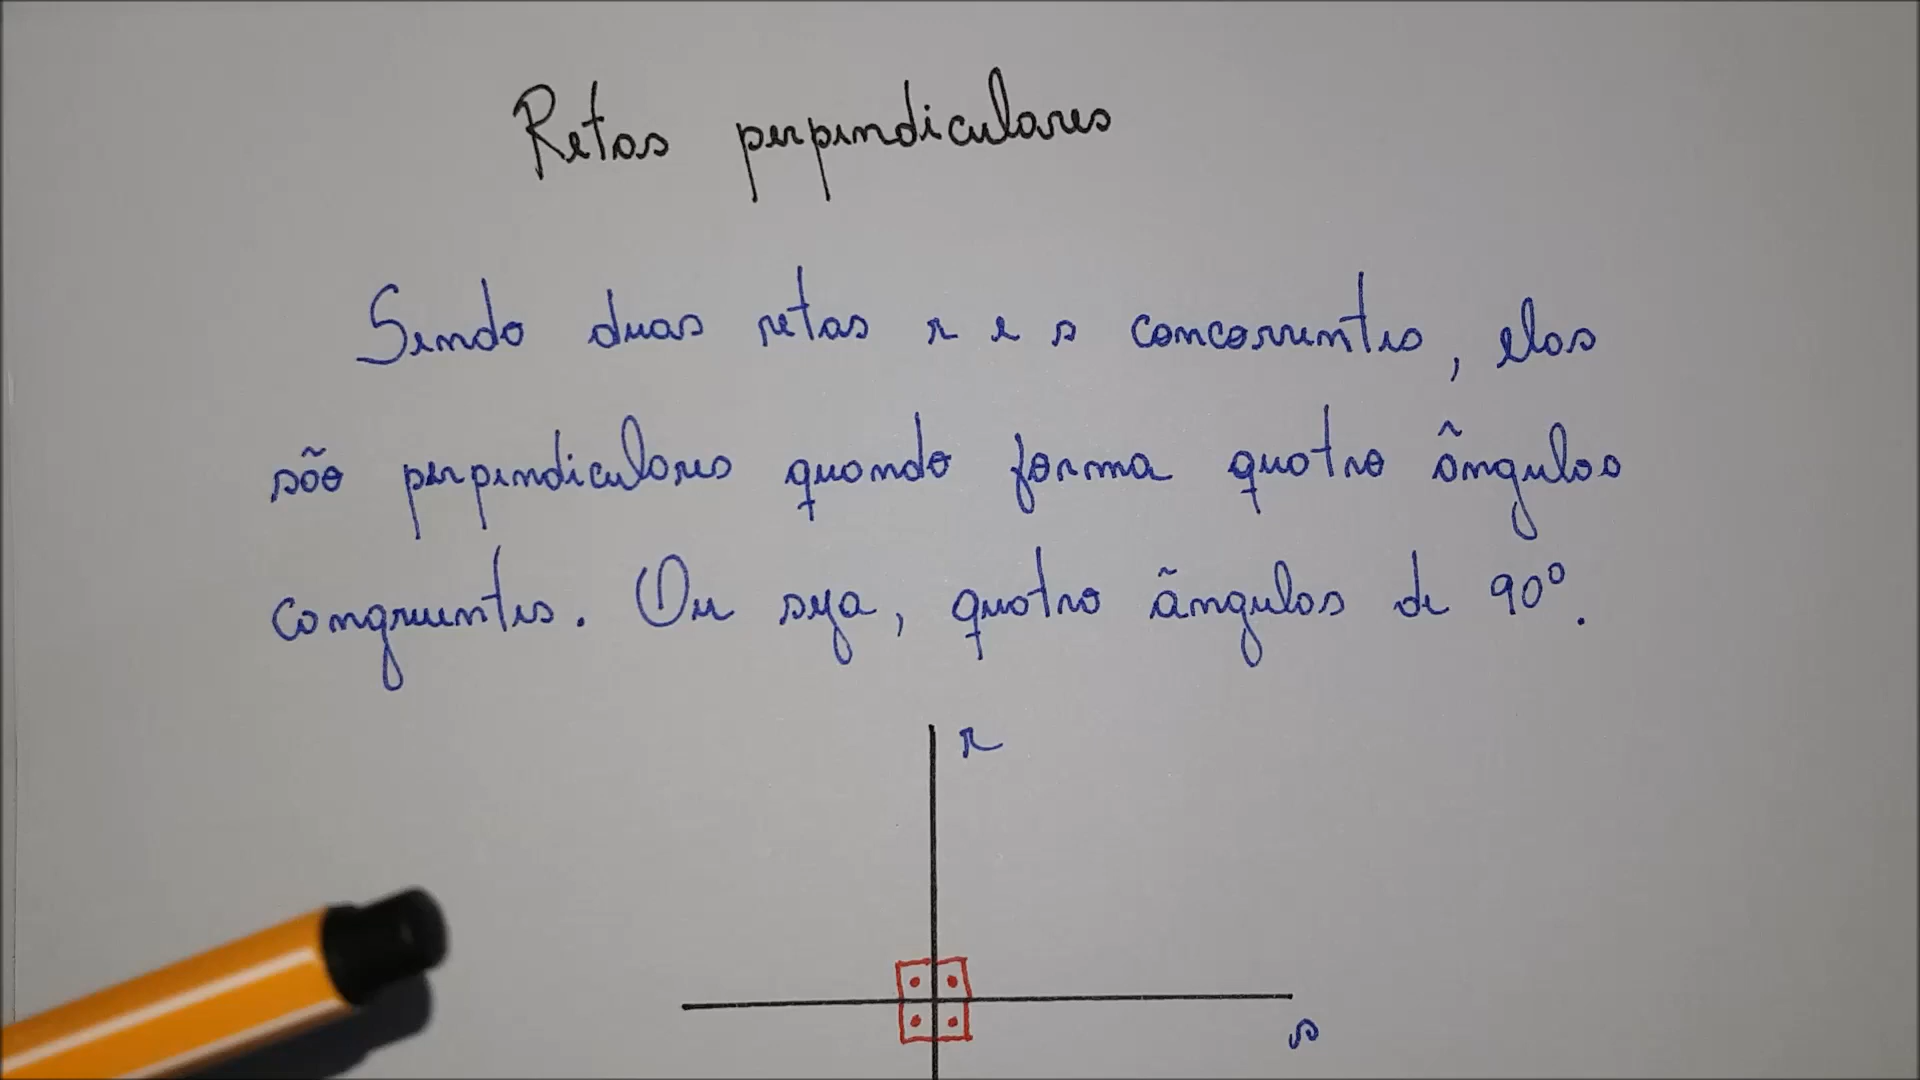 Retas perpendiculares
Sendo duas retas r e s concorrentes, elas
são perpendiculares quando forma quatro ângulos
congruentes. Ou seja, quatro ângulos de 90º.
r
s